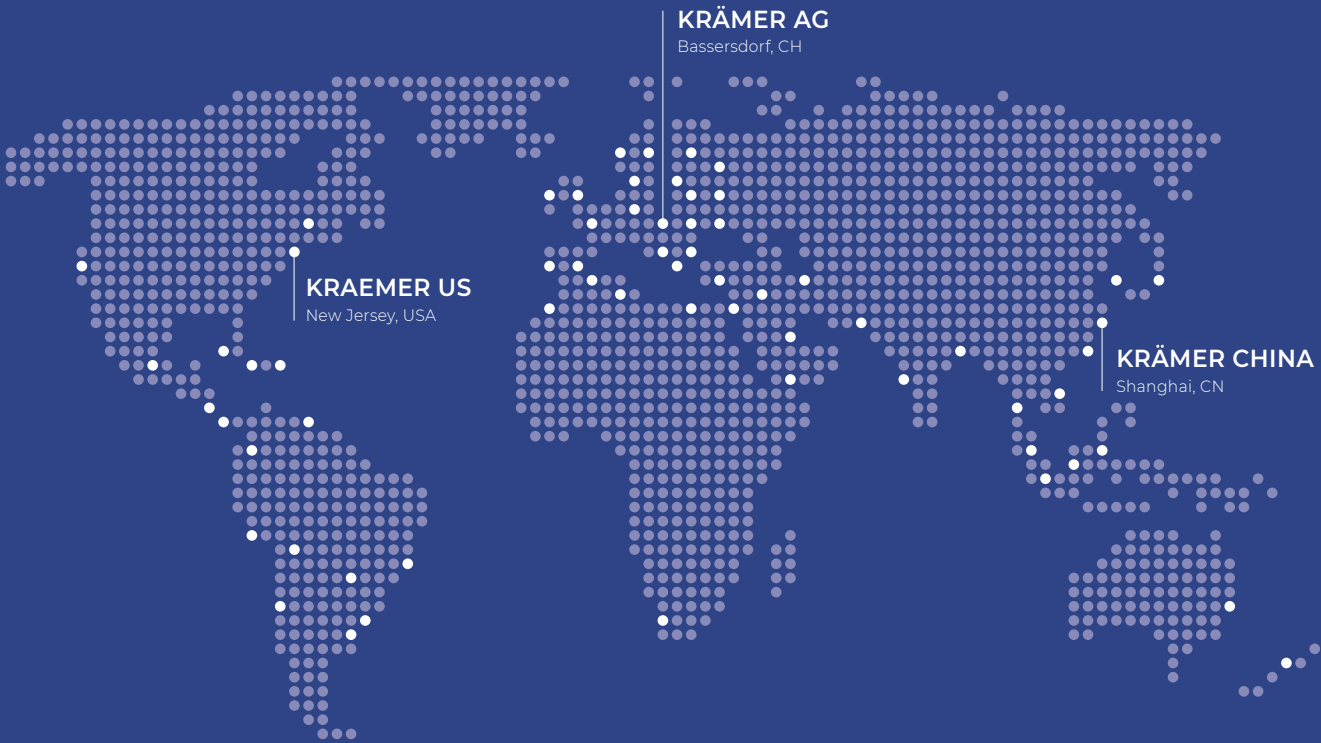 KRÄMER AG
Bassersdorf, CH
KRAEMER US
New Jersey, USA
KRÄMER CHINA
Shanghai, CN